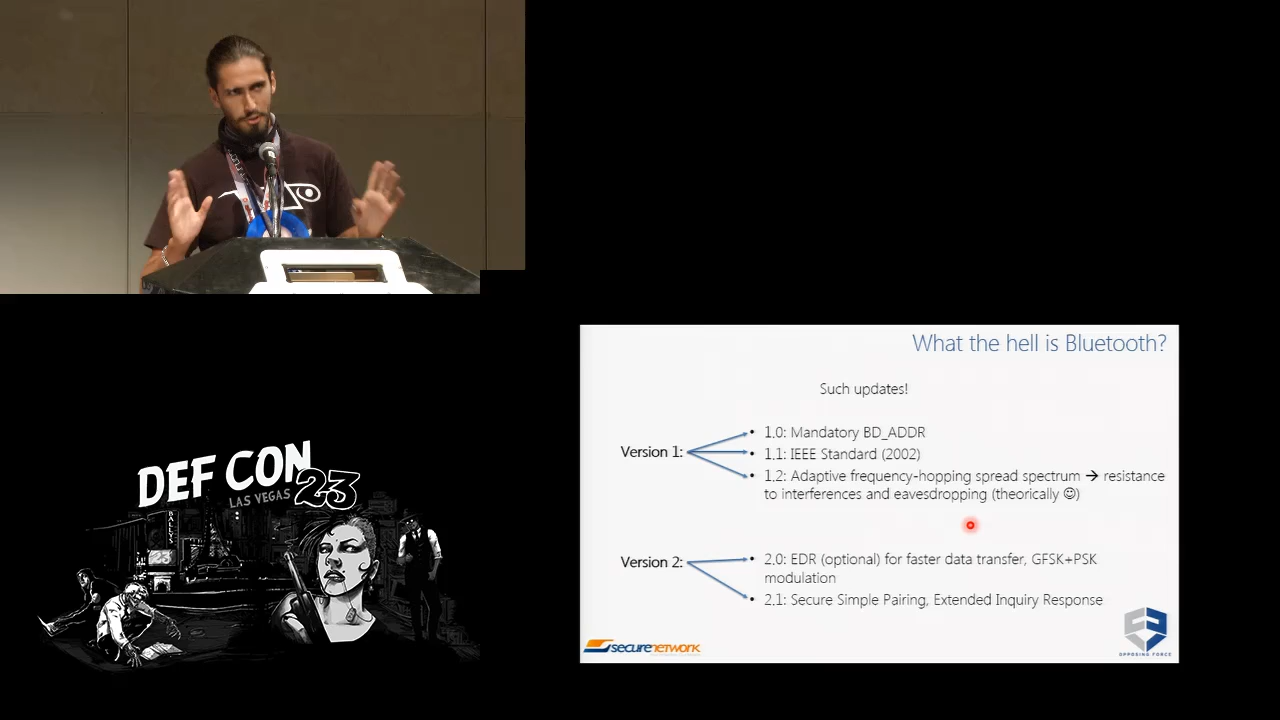 What the hell is Bluetooth?
Such updates!
Version 1:
• 1.0: Mandatory BD_ADDR
• 1.1: IEEE Standard (2002)
• 1.2: Adaptive frequency-hopping spread spectrum → resistance
to interferences and eavesdropping (theorically ☺)
Version 2:
• 2.0: EDR (optional) for faster data transfer, GFSK+PSK
modulation
• 2.1: Secure Simple Pairing, Extended Inquiry Response
securenetwork
OPPOSING FORCE
DEF CON 23
LAS VEGAS
BALLYS